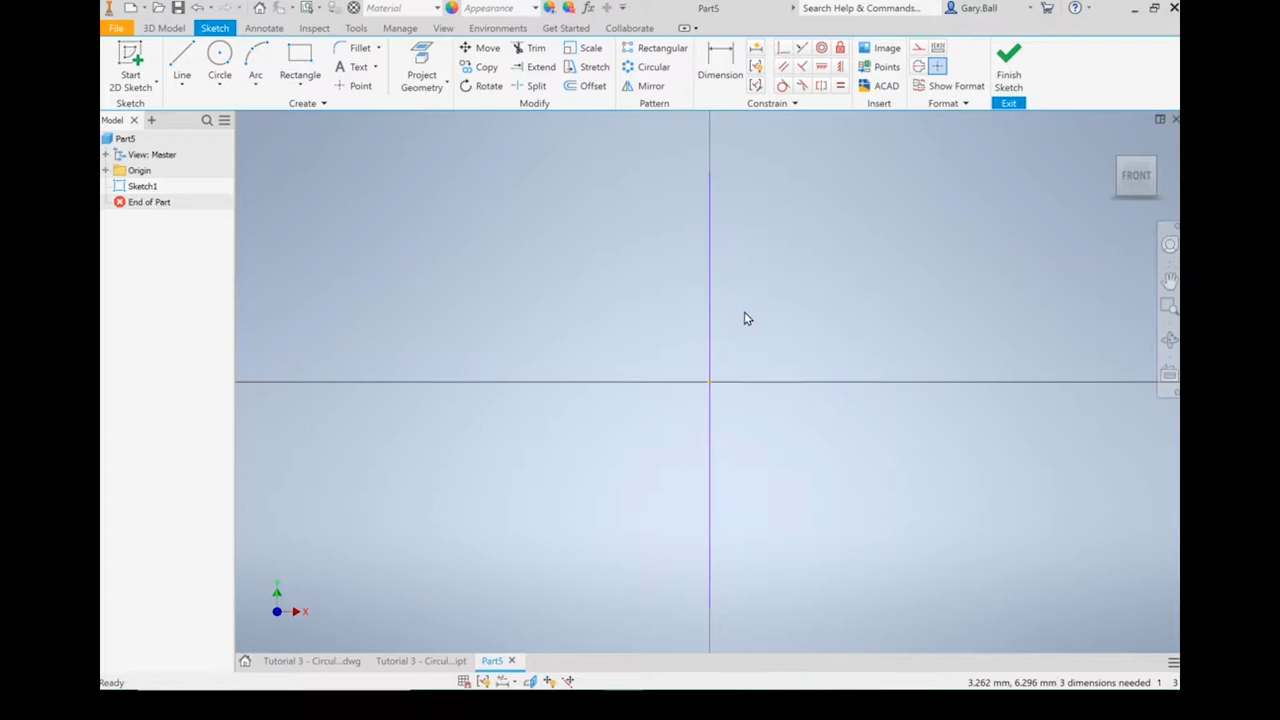 Material
Appearance
Part5
Search Help & Commands...
Gary.Ball
File
3D Model
Sketch
Annotate
Inspect
Tools
Manage
View
Environments
Get Started
Collaborate
Start
2D Sketch
Line
Circle
Arc
Rectangle
Fillet
Text
Point
Project
Geometry
Move
Copy
Rotate
Trim
Extend
Split
Scale
Stretch
Offset
Rectangular
Circular
Mirror
Dimension
Image
Points
ACAD
Show Format
Finish
Sketch
Sketch
Create
Modify
Pattern
Constrain
Insert
Format
Exit
Model
Part5
View: Master
Origin
Sketch1
End of Part
FRONT
Y
X
Tutorial 3 - Circul...dwg
Tutorial 3 - Circul...ipt
Part5
Ready
3.262 mm, 6.296 mm 3 dimensions needed 1 3